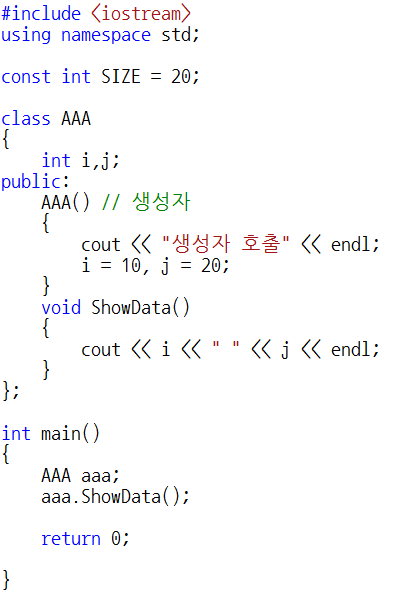 #include <iostream>
using namespace std;
const int SIZE = 20;
class AAA
{
int i,j;
public:
AAA() // 생성자
{
cout << "생성자 호출" << endl;
i = 10, j = 20;
}
void ShowData()
{
cout << i << " " << j << endl;
}
};
int main()
{
AAA aaa;
aaa.ShowData();
return 0;
}